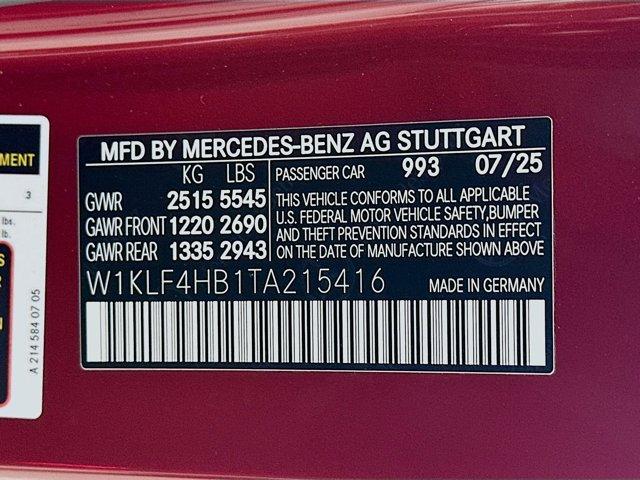 MFD BY MERCEDES-BENZ AG STUTTGART
KG LBS PASSENGER CAR 993 07/25
GVWR 2515 5545
GAWR FRONT 1220 2690
GAWR REAR 1335 2943
THIS VEHICLE CONFORMS TO ALL APPLICABLE
U.S. FEDERAL MOTOR VEHICLE SAFETY,BUMPER
AND THEFT PREVENTION STANDARDS IN EFFECT
ON THE DATE OF MANUFACTURE SHOWN ABOVE
W1KLF4HB1TA215416 MADE IN GERMANY
MENT
3
lbs.
lb.
S
A 214 584 07 05